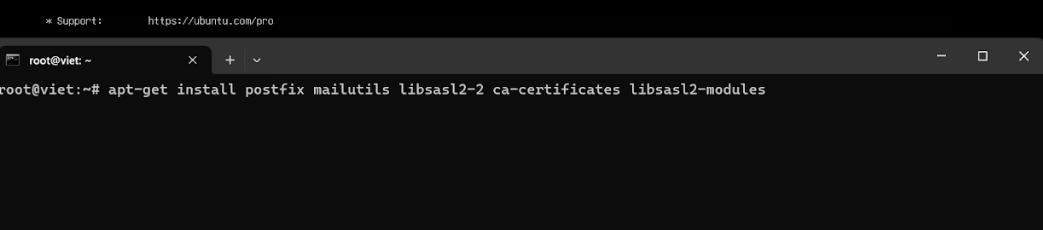 * Support: https://ubuntu.com/pro
root@viet: ~
root@viet:~# apt-get install postfix mailutils libsasl2-2 ca-certificates libsasl2-modules